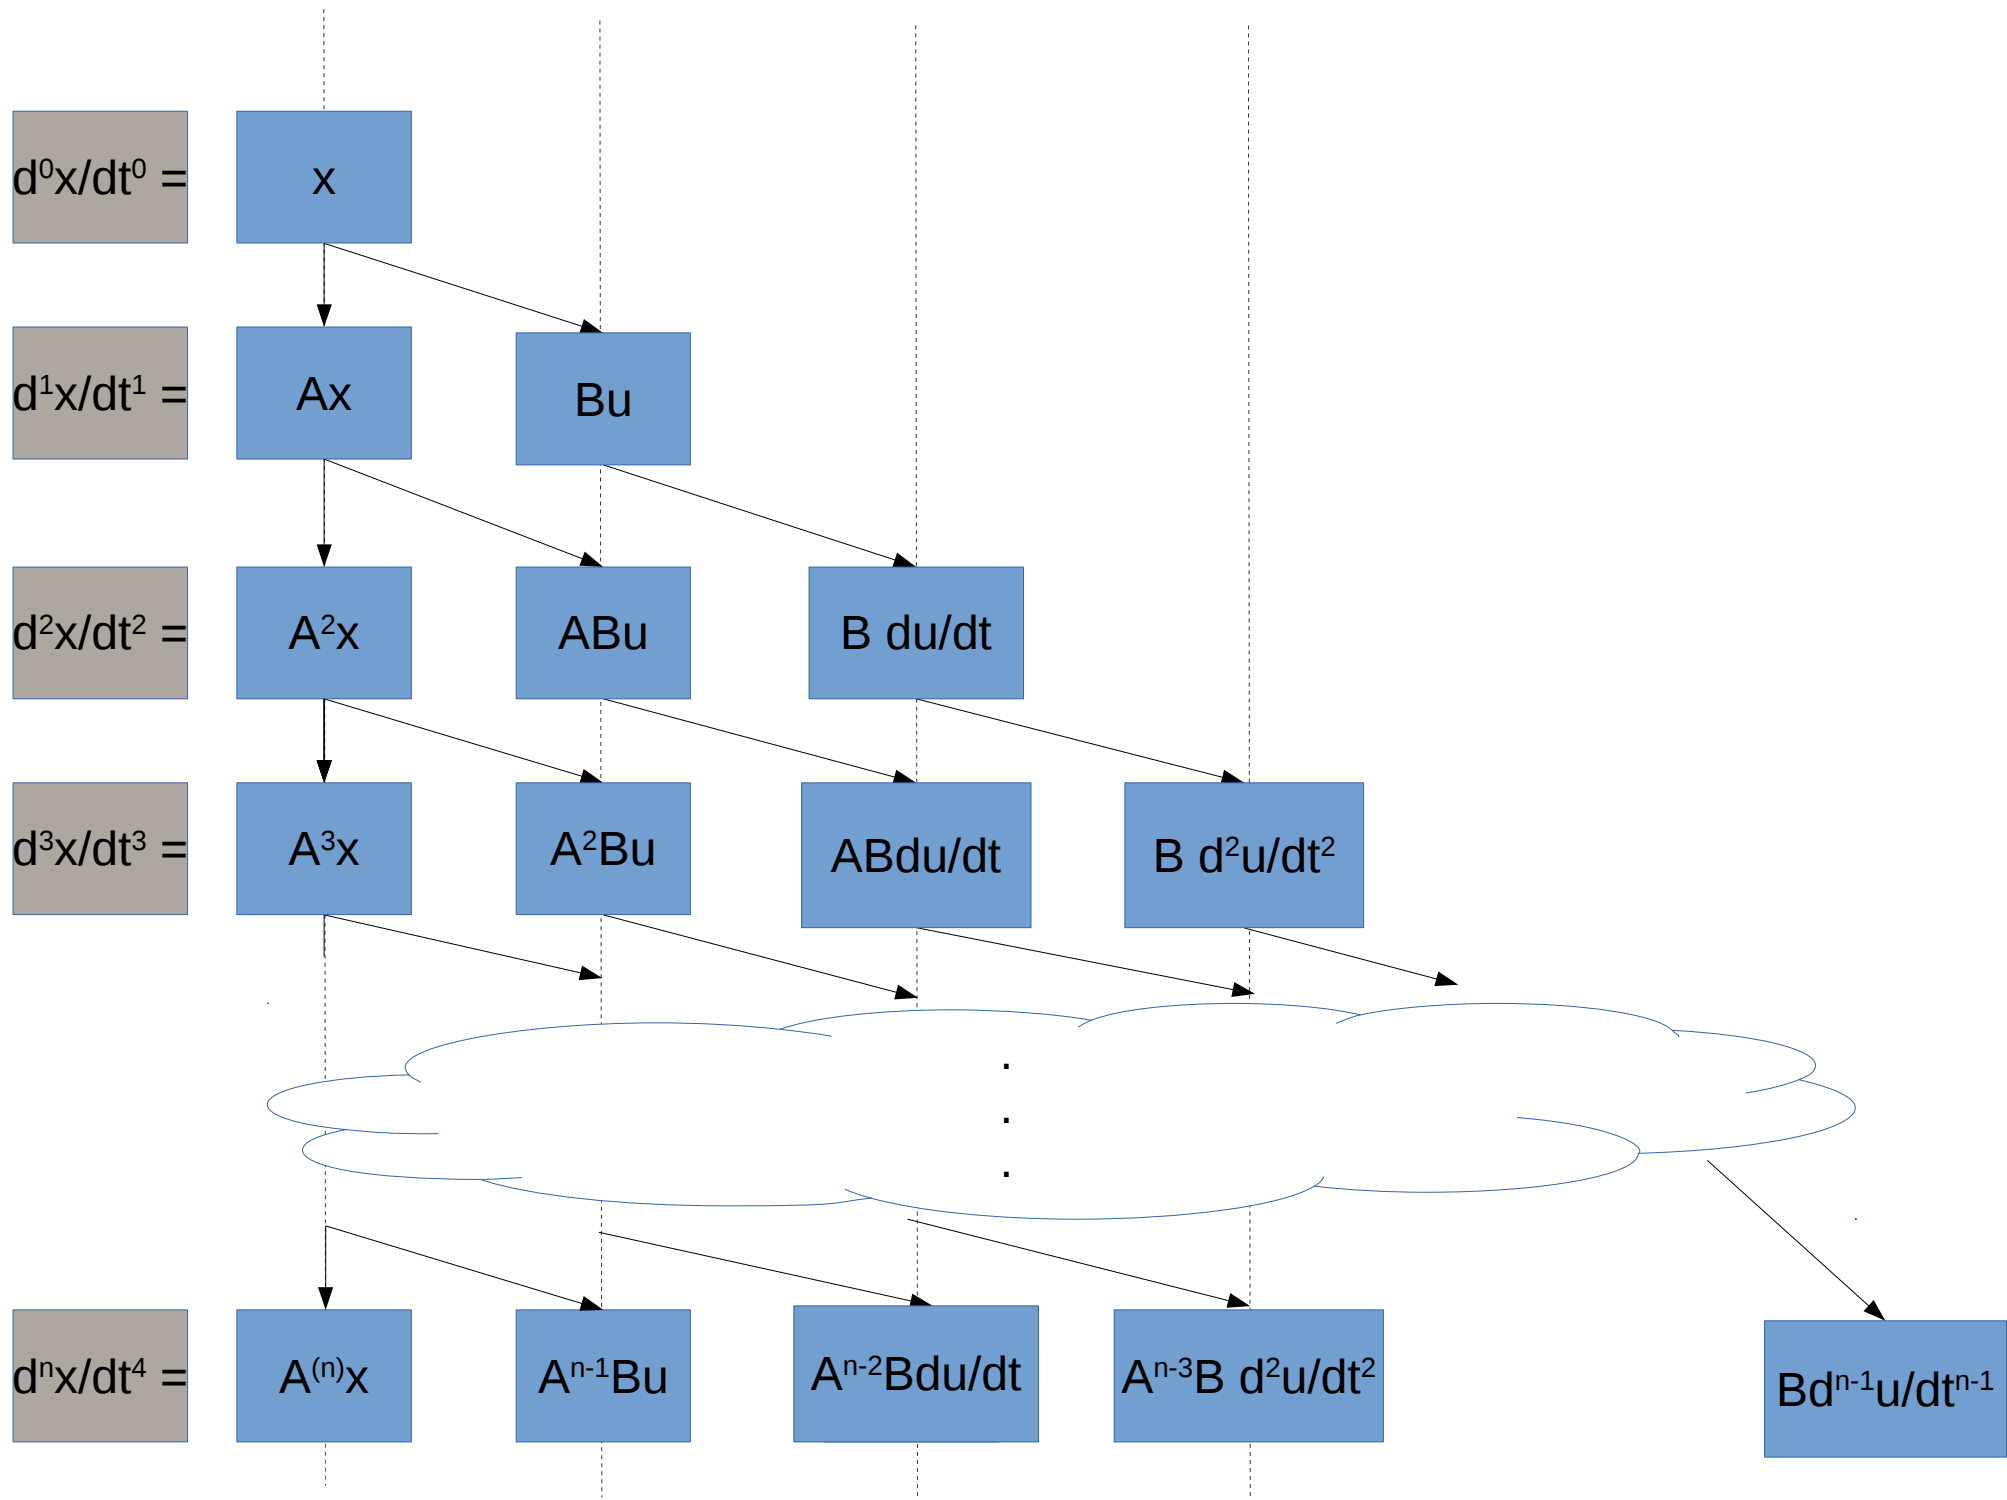 d⁰x/dt⁰ = x
d¹x/dt¹ = Ax Bu
d²x/dt² = A²x ABu B du/dt
d³x/dt³ = A³x A²Bu ABdu/dt B d²u/dt²
.
.
.
dⁿx/dt⁴ = A⁽ⁿ⁾x Aⁿ⁻¹Bu Aⁿ⁻²Bdu/dt Aⁿ⁻³B d²u/dt² Bdⁿ⁻¹u/dtⁿ⁻¹